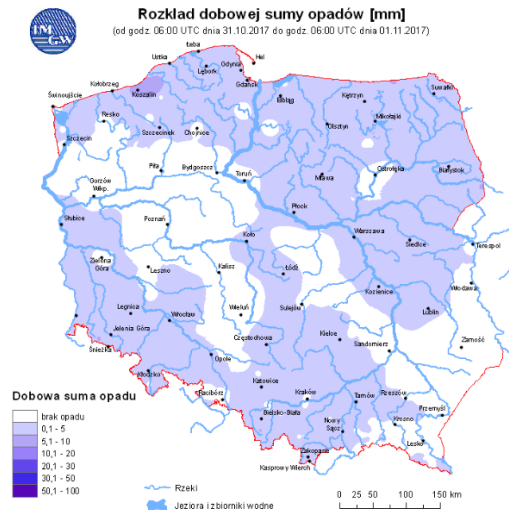 Rozkład dobowej sumy opadów [mm]
(od godz. 06:00 UTC dnia 31.10.2017 do godz. 06:00 UTC dnia 01.11.2017)
IM
GW
Łeba
Hel
Ustka
Gdynia
Lębork
Gdańsk
Kołobrzeg
Koszalin
Suwałki
Świnoujście
Elbląg
Kętrzyn
Resko
Mikołajki
Olsztyn
Szczecinek
Chojnice
Szczecin
Piła
Bydgoszcz
Ostrołęka
Białystok
Toruń
Mława
Gorzów
Wlkp.
Płock
Słubice
Poznań
Koło
Warszawa
Siedlce
Terespol
Zielona
Góra
Leszno
Kalisz
Łódź
Kozienice
Włodawa
Legnica
Wrocław
Wieluń
Sulejów
Lublin
Jelenia Góra
Kielce
Zamość
Śnieżka
Częstochowa
Sandomierz
Opole
Kłodzko
Katowice
Racibórz
Kraków
Tarnów
Rzeszów
Przemyśl
Bielsko-Biała
Nowy
Sącz
Krosno
Lesko
Zakopane
Kasprowy Wierch
Dobowa suma opadu
brak opadu
0,1 - 5
5,1 - 10
10,1 - 20
20,1 - 30
30,1 - 50
50,1 - 100
Rzeki
Jeziora i zbiorniki wodne
0 25 50 100 150 km